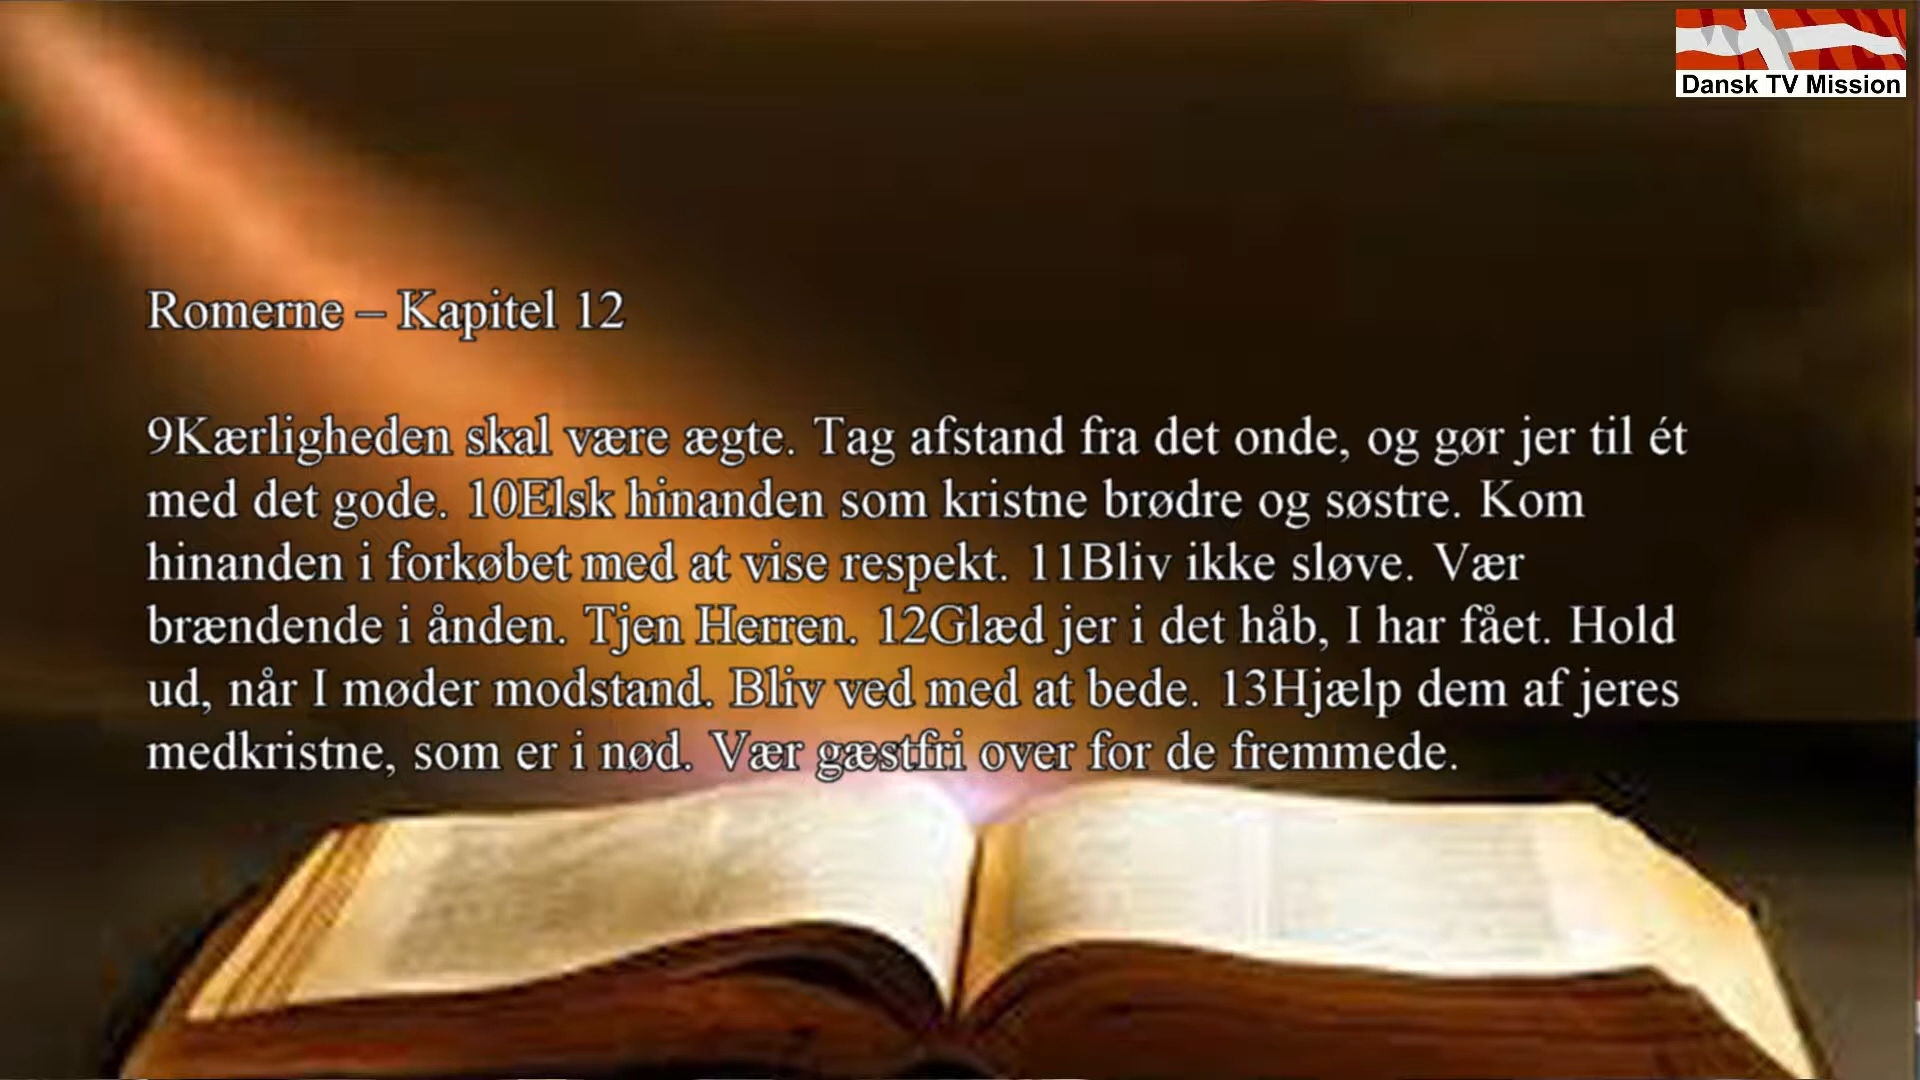 Dansk TV Mission
Romerne – Kapitel 12
9Kærligheden skal være ægte. Tag afstand fra det onde, og gør jer til ét
med det gode. 10Elsk hinanden som kristne brødre og søstre. Kom
hinanden i forkøbet med at vise respekt. 11Bliv ikke sløve. Vær
brændende i ånden. Tjen Herren. 12Glæd jer i det håb, I har fået. Hold
ud, når I møder modstand. Bliv ved med at bede. 13Hjælp dem af jeres
medkristne, som er i nød. Vær gæstfri over for de fremmede.